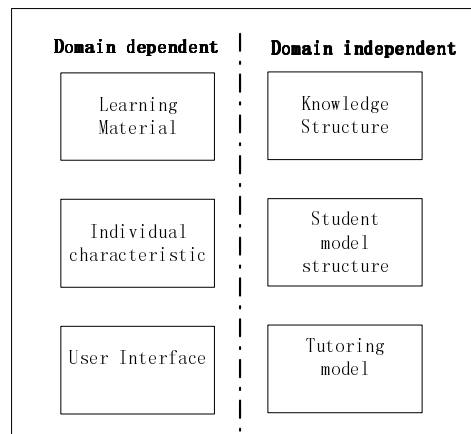 Domain dependent
Learning
Material
Individual
characteristic
User Interface
Domain independent
Knowledge
Structure
Student
model
structure
Tutoring
model